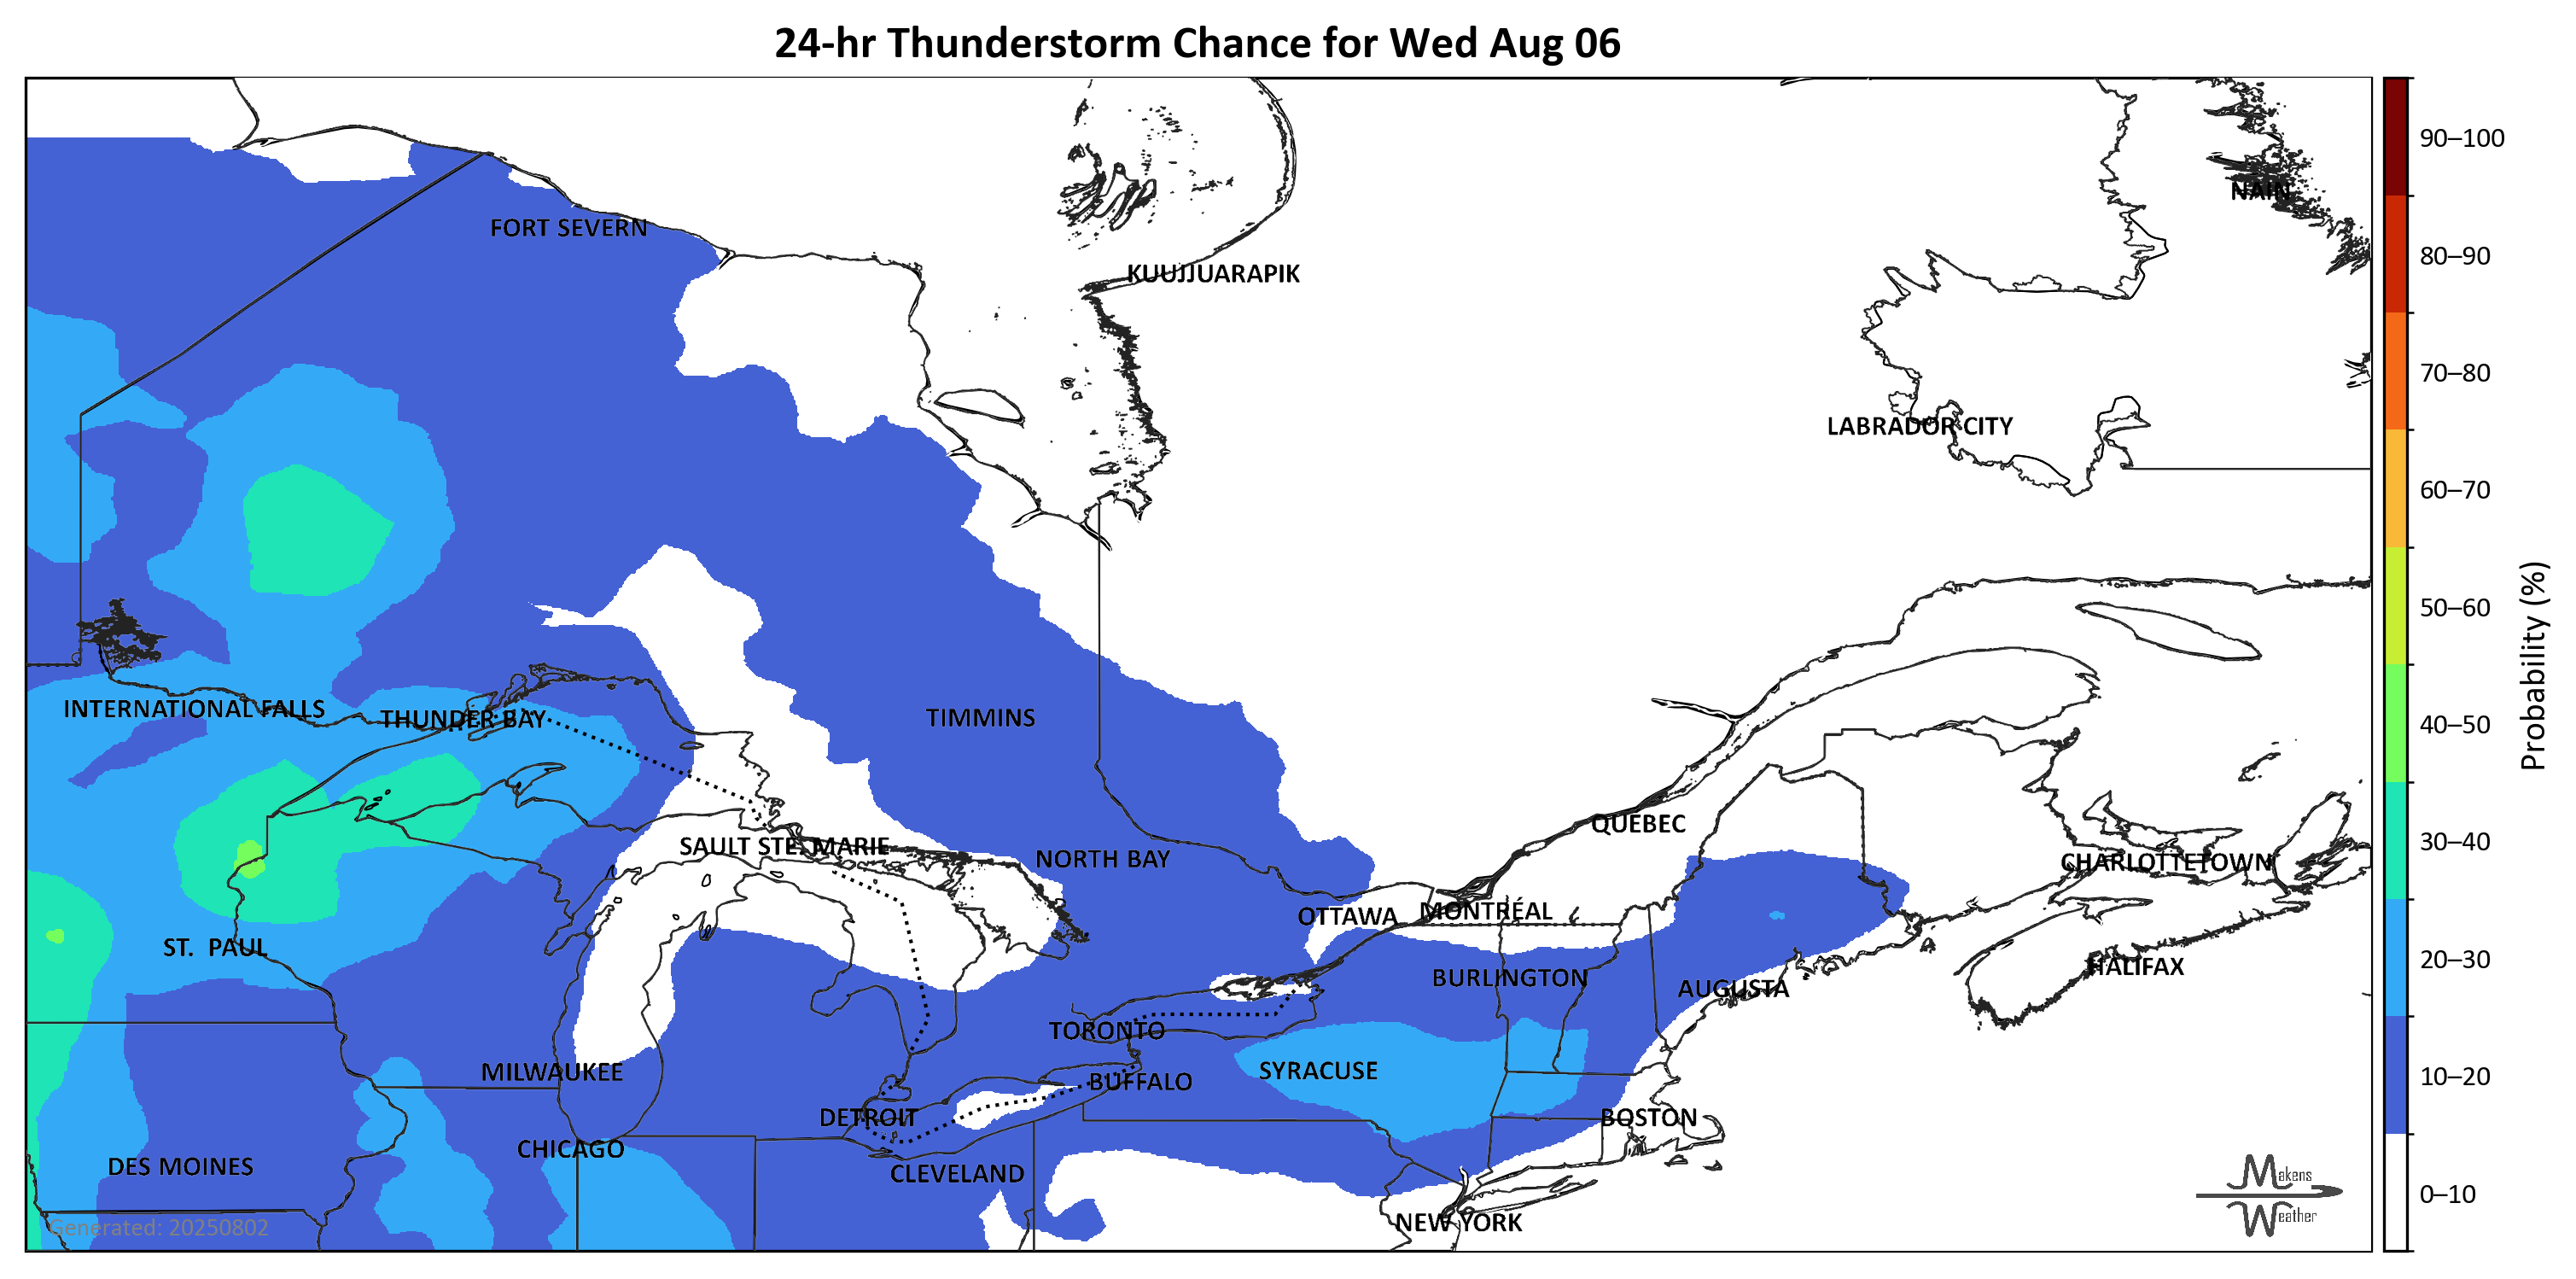 24-hr Thunderstorm Chance for Wed Aug 06
90–100
NAIN
FORT SEVERN
80–90
KUUJJUARAPIK
70–80
LABRADOR CITY
60–70
50–60
Probability (%)
INTERNATIONAL FALLS
THUNDER BAY
TIMMINS
40–50
QUEBEC
SAULT STE. MARIE
NORTH BAY
CHARLOTTETOWN
30–40
OTTAWA
MONTRÉAL
ST. PAUL
HALIFAX
20–30
BURLINGTON
AUGUSTA
TORONTO
MILWAUKEE
SYRACUSE
BUFFALO
10–20
DETROIT
BOSTON
CHICAGO
DES MOINES
CLEVELAND
Makens
Weather
0–10
NEW YORK
Generated: 20250802